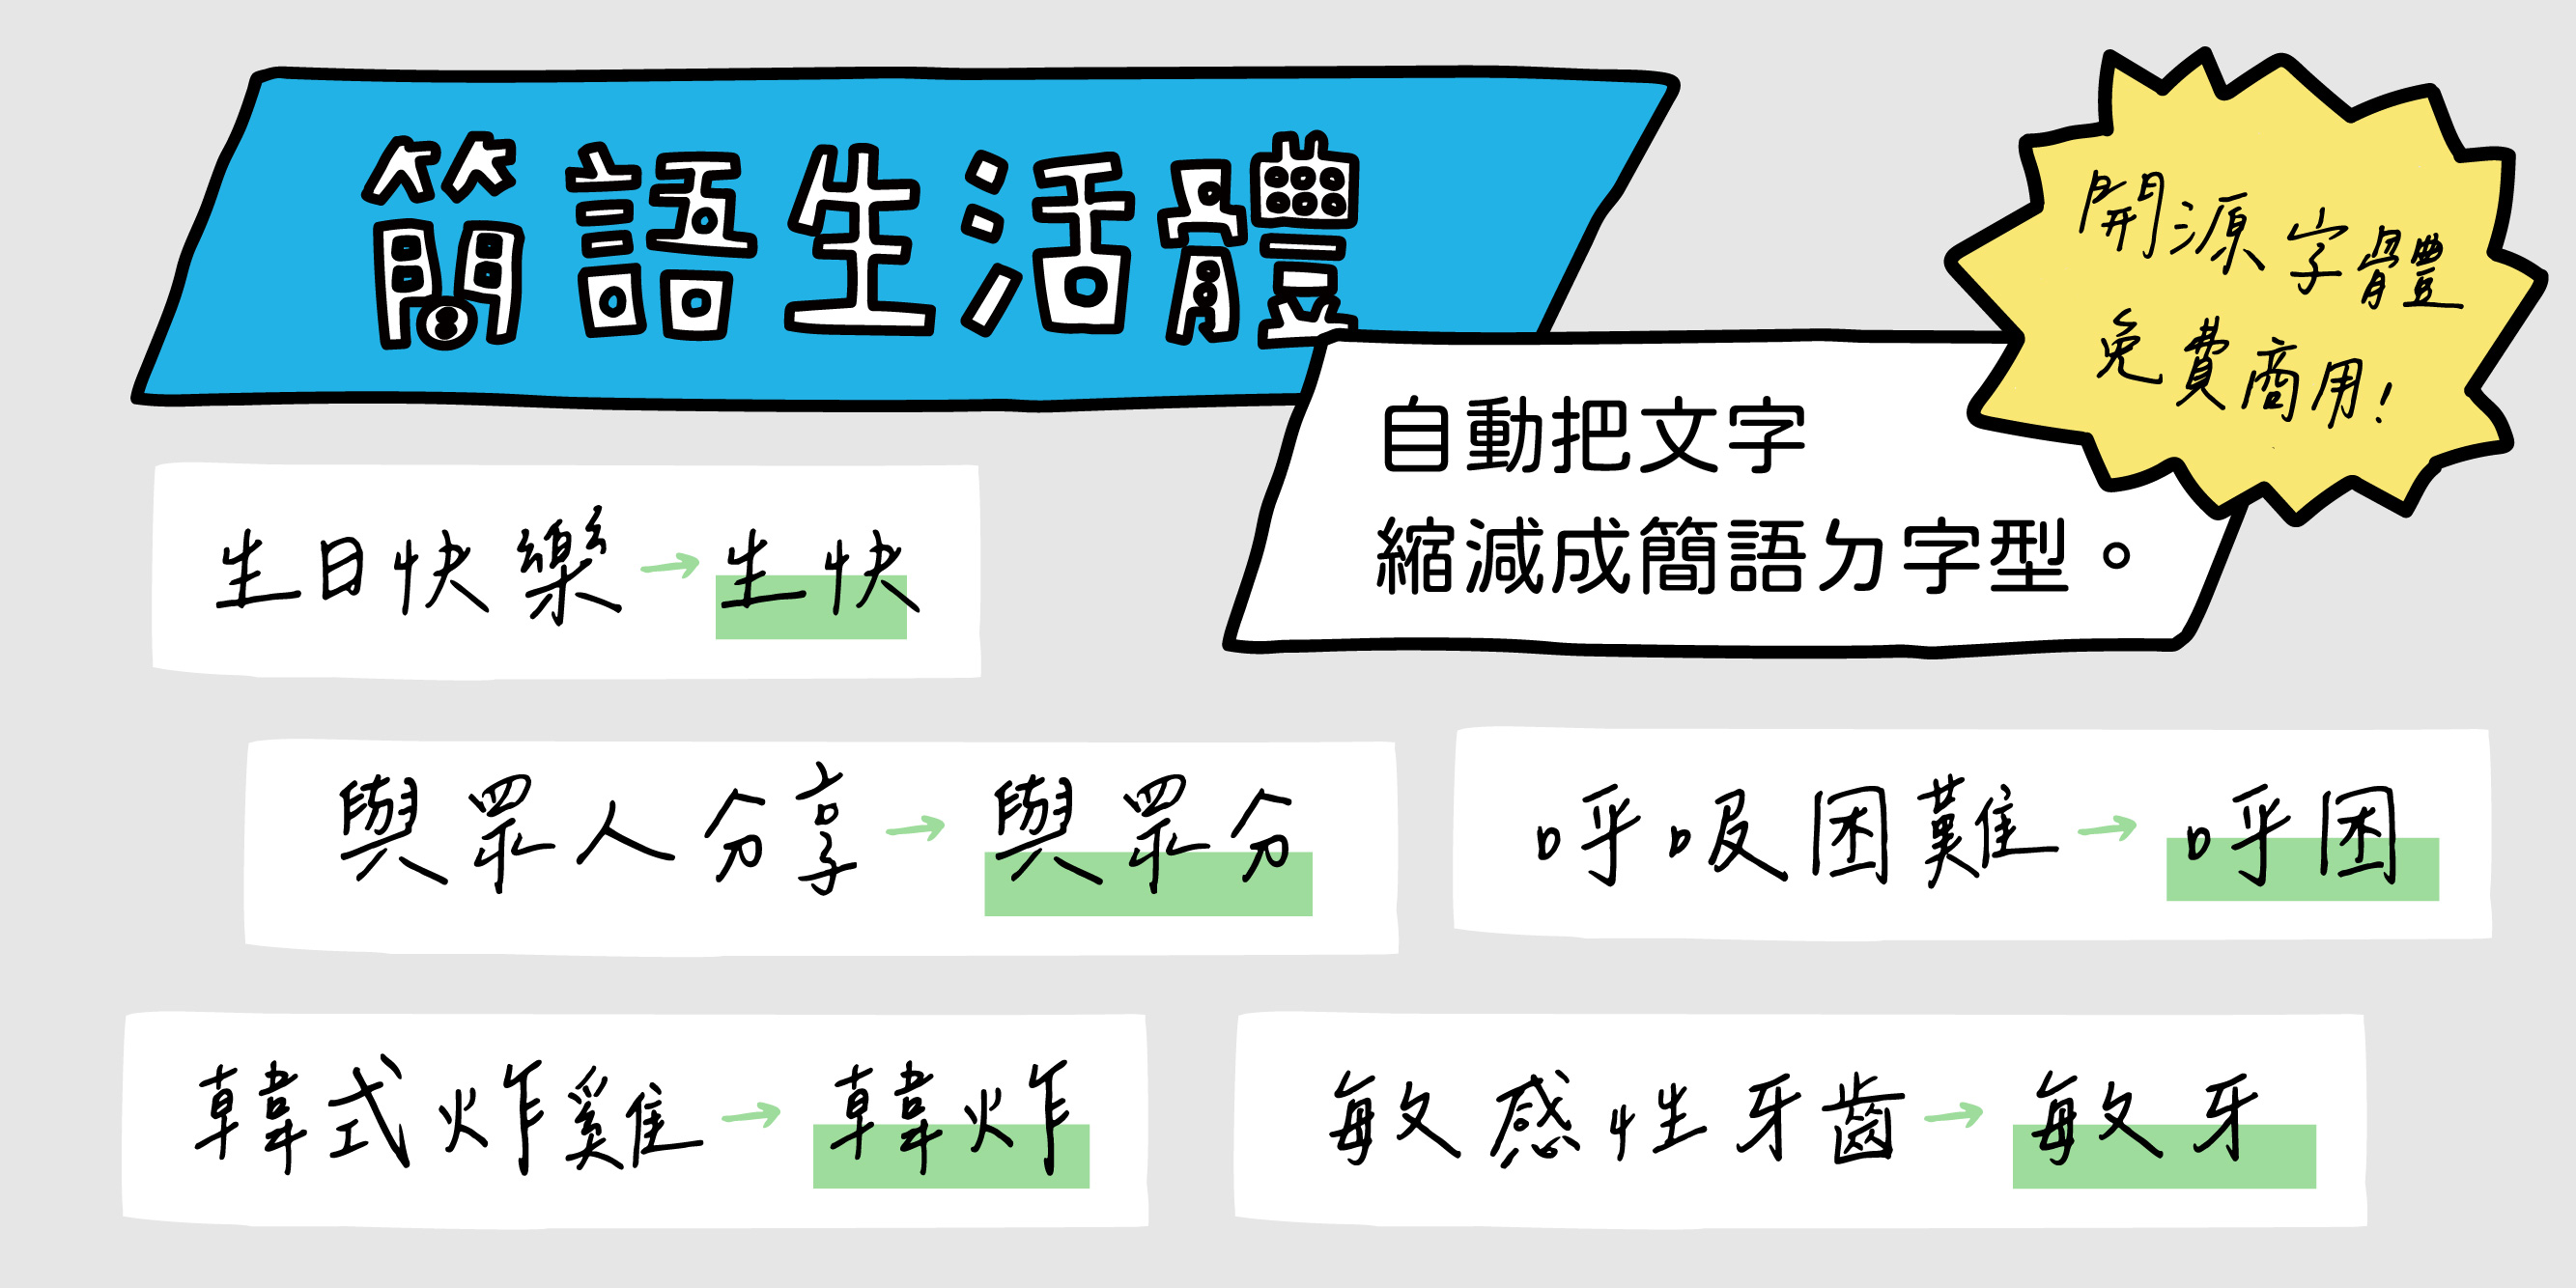 簡語生活體
開源字體
免費商用！
自動把文字
縮減成簡語ㄉ字型。
生日快樂→生快
與眾人分享→與眾分
呼吸困難→呼困
韓式炸雞→韓炸
敏感性牙齒→敏牙